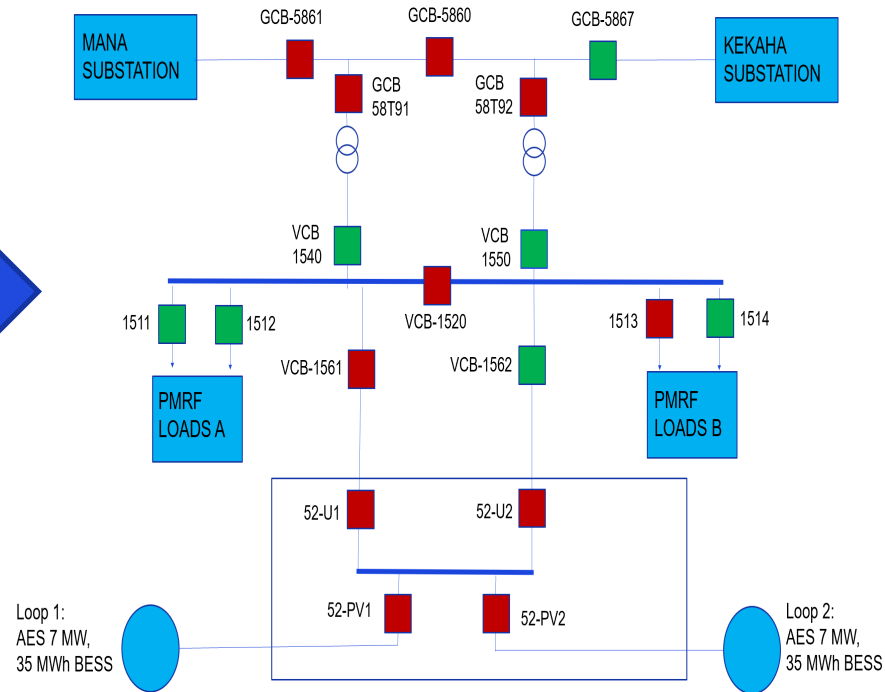 GCB-5861
GCB-5860
GCB-5867
MANA
SUBSTATION
KEKAHA
SUBSTATION
GCB
58T91
GCB
58T92
VCB
1540
VCB
1550
1511
1512
VCB-1520
1513
1514
VCB-1561
VCB-1562
PMRF
LOADS A
PMRF
LOADS B
52-U1
52-U2
52-PV1
52-PV2
Loop 1:
AES 7 MW,
35 MWh BESS
Loop 2:
AES 7 MW,
35 MWh BESS